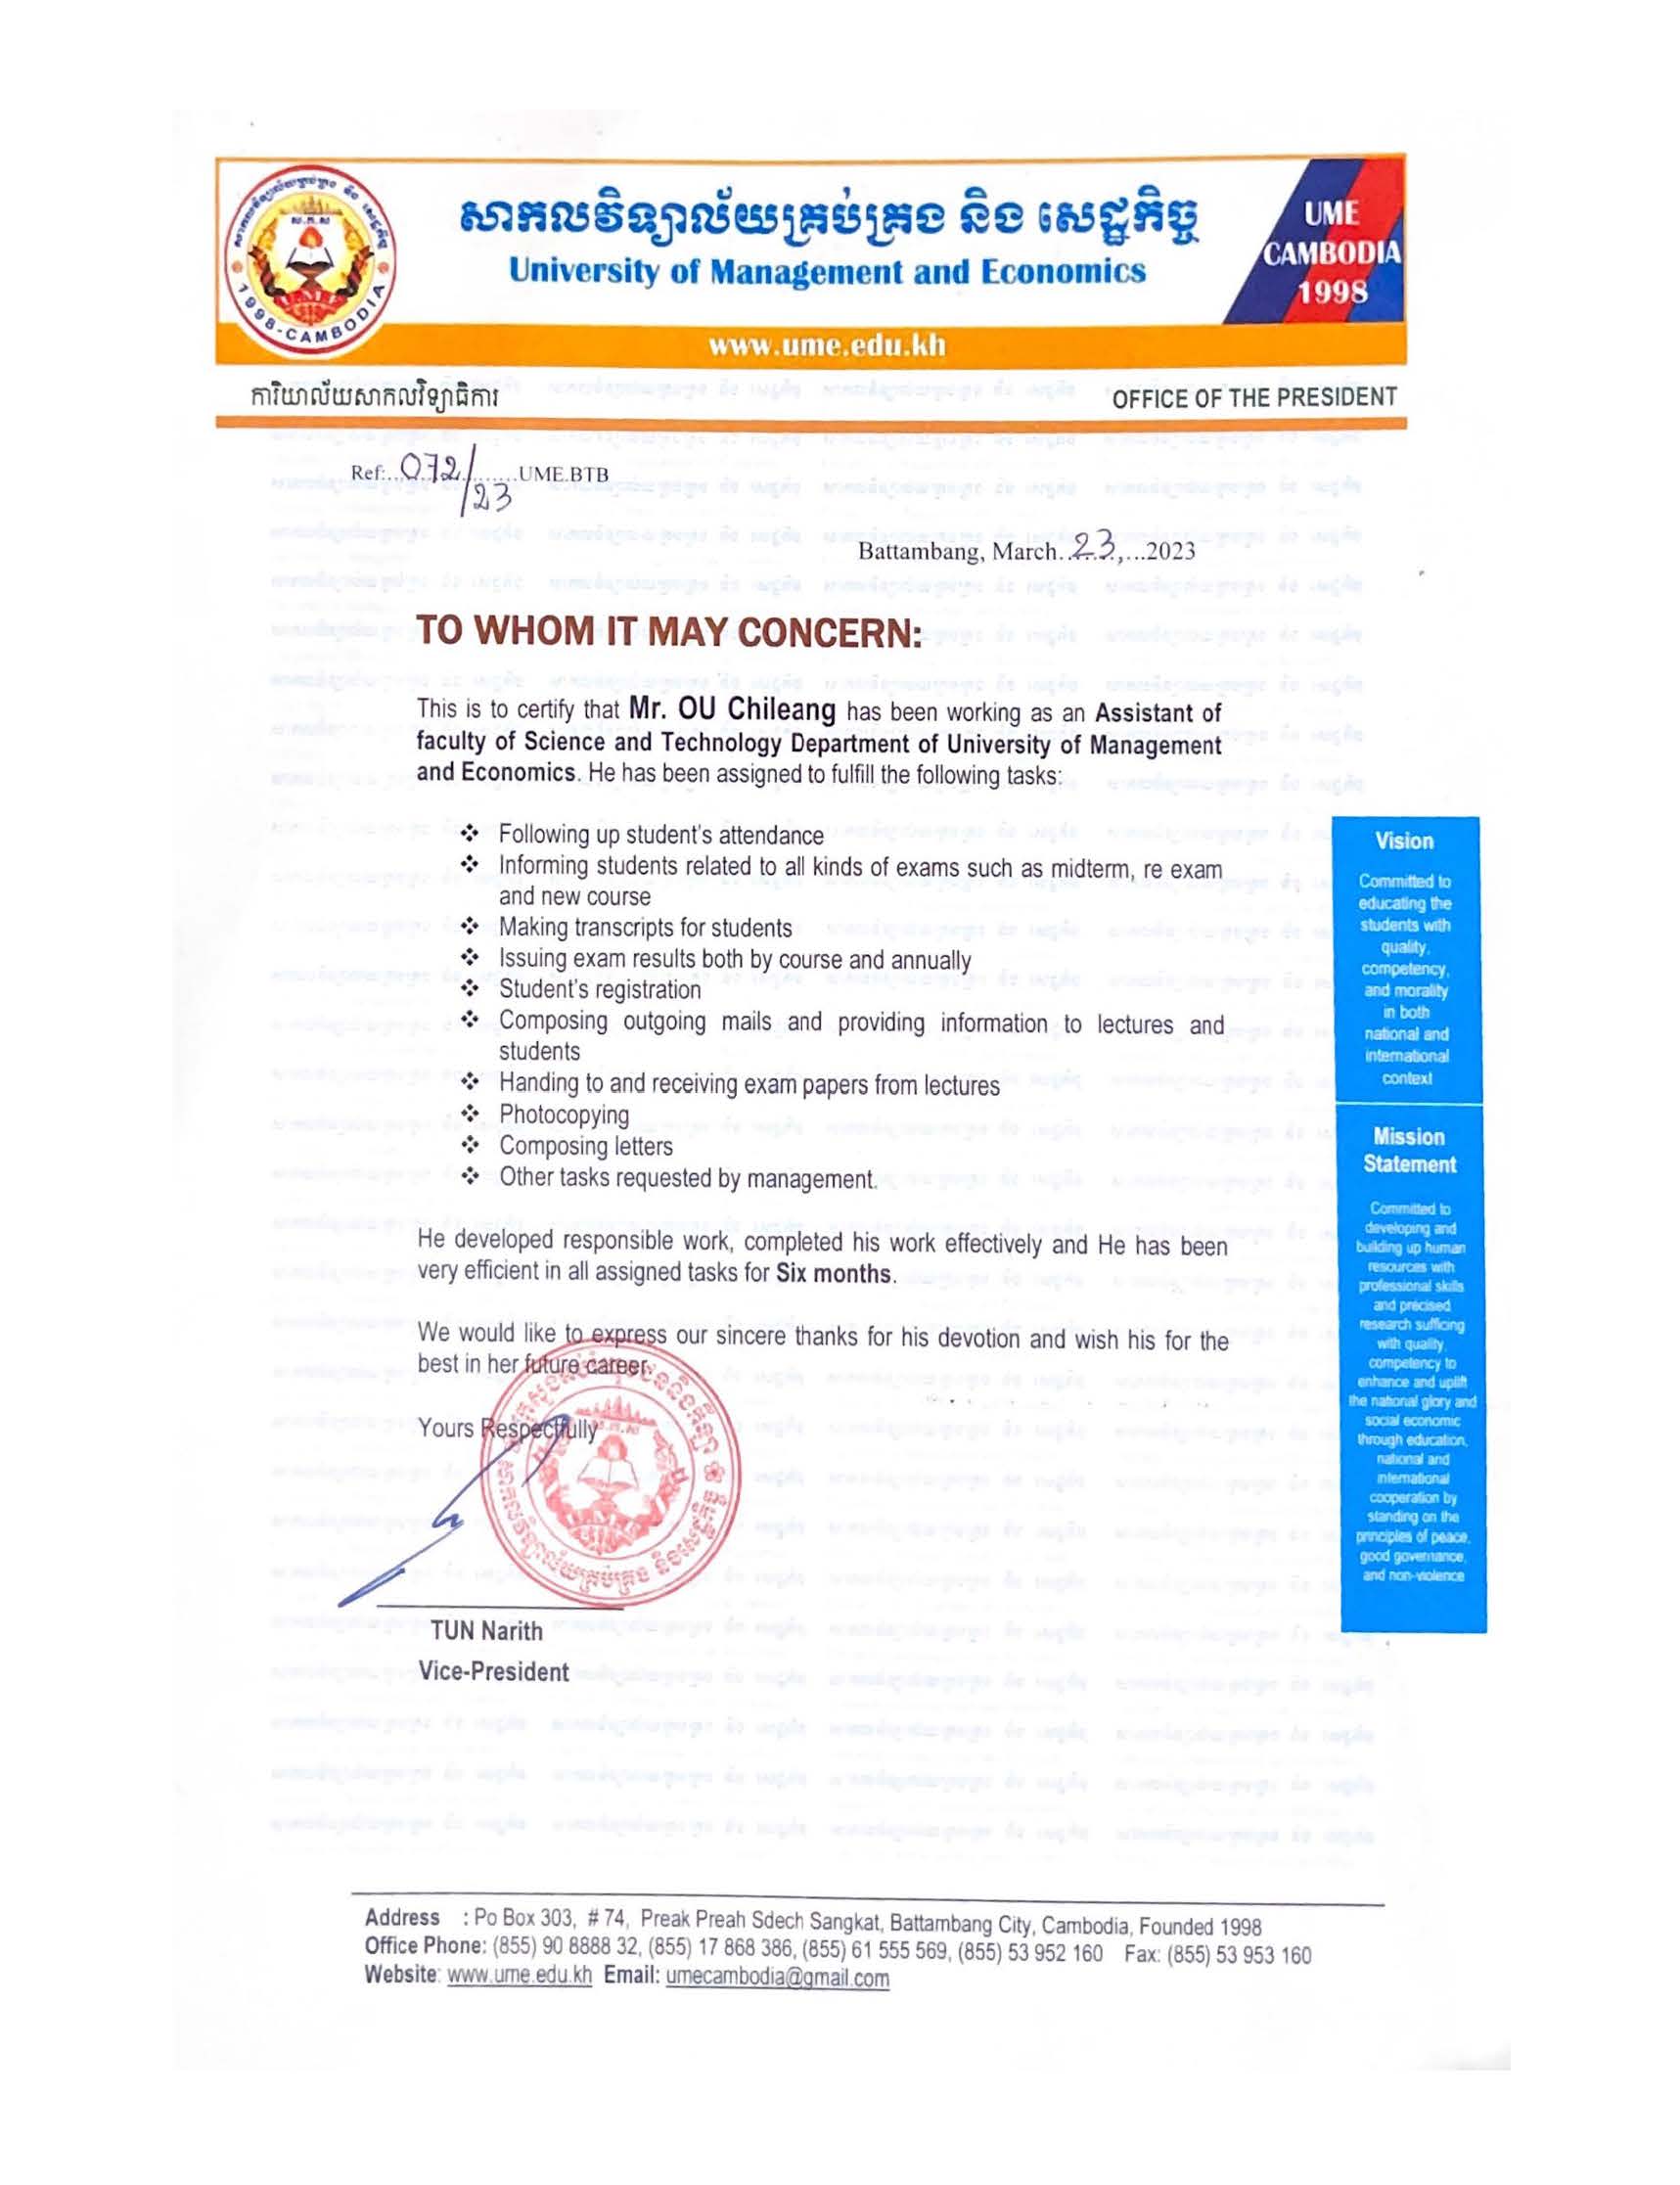 សាកលវិទ្យាល័យគ្រប់គ្រង និង សេដ្ឋកិច្ច
University of Management and Economics
UME
CAMBODIA
1998
ស.គ.ស
U.M.E
1998-CAMBODIA
www.ume.edu.kh
ការិយាល័យសាកលវិទ្យាធិការ
OFFICE OF THE PRESIDENT
Ref:..072/23......UME.BTB
Battambang, March..23,...2023
TO WHOM IT MAY CONCERN:
This is to certify that Mr. OU Chileang has been working as an Assistant of
faculty of Science and Technology Department of University of Management
and Economics. He has been assigned to fulfill the following tasks:
❖ Following up student's attendance
❖ Informing students related to all kinds of exams such as midterm, re exam
and new course
❖ Making transcripts for students
❖ Issuing exam results both by course and annually
❖ Student's registration
❖ Composing outgoing mails and providing information to lectures and
students
❖ Handing to and receiving exam papers from lectures
❖ Photocopying
❖ Composing letters
❖ Other tasks requested by management.
He developed responsible work, completed his work effectively and He has been
very efficient in all assigned tasks for Six months.
We would like to express our sincere thanks for his devotion and wish his for the
best in her future career.
Yours Respectfully
TUN Narith
Vice-President
Vision
Committed to
educating the
students with
quality,
competency,
and morality
in both
national and
international
context
Mission
Statement
Committed to
developing and
building up human
resources with
professional skills
and precised
research sufficing
with quality,
competency to
enhance and uplift
the national glory and
social economic
through education,
national and
international
cooperation by
standing on the
principles of peace,
good governance,
and non-violence
Address : Po Box 303, # 74, Preak Preah Sdech Sangkat, Battambang City, Cambodia, Founded 1998
Office Phone: (855) 90 8888 32, (855) 17 868 386, (855) 61 555 569, (855) 53 952 160 Fax: (855) 53 953 160
Website: www.ume.edu.kh Email: umecambodia@gmail.com